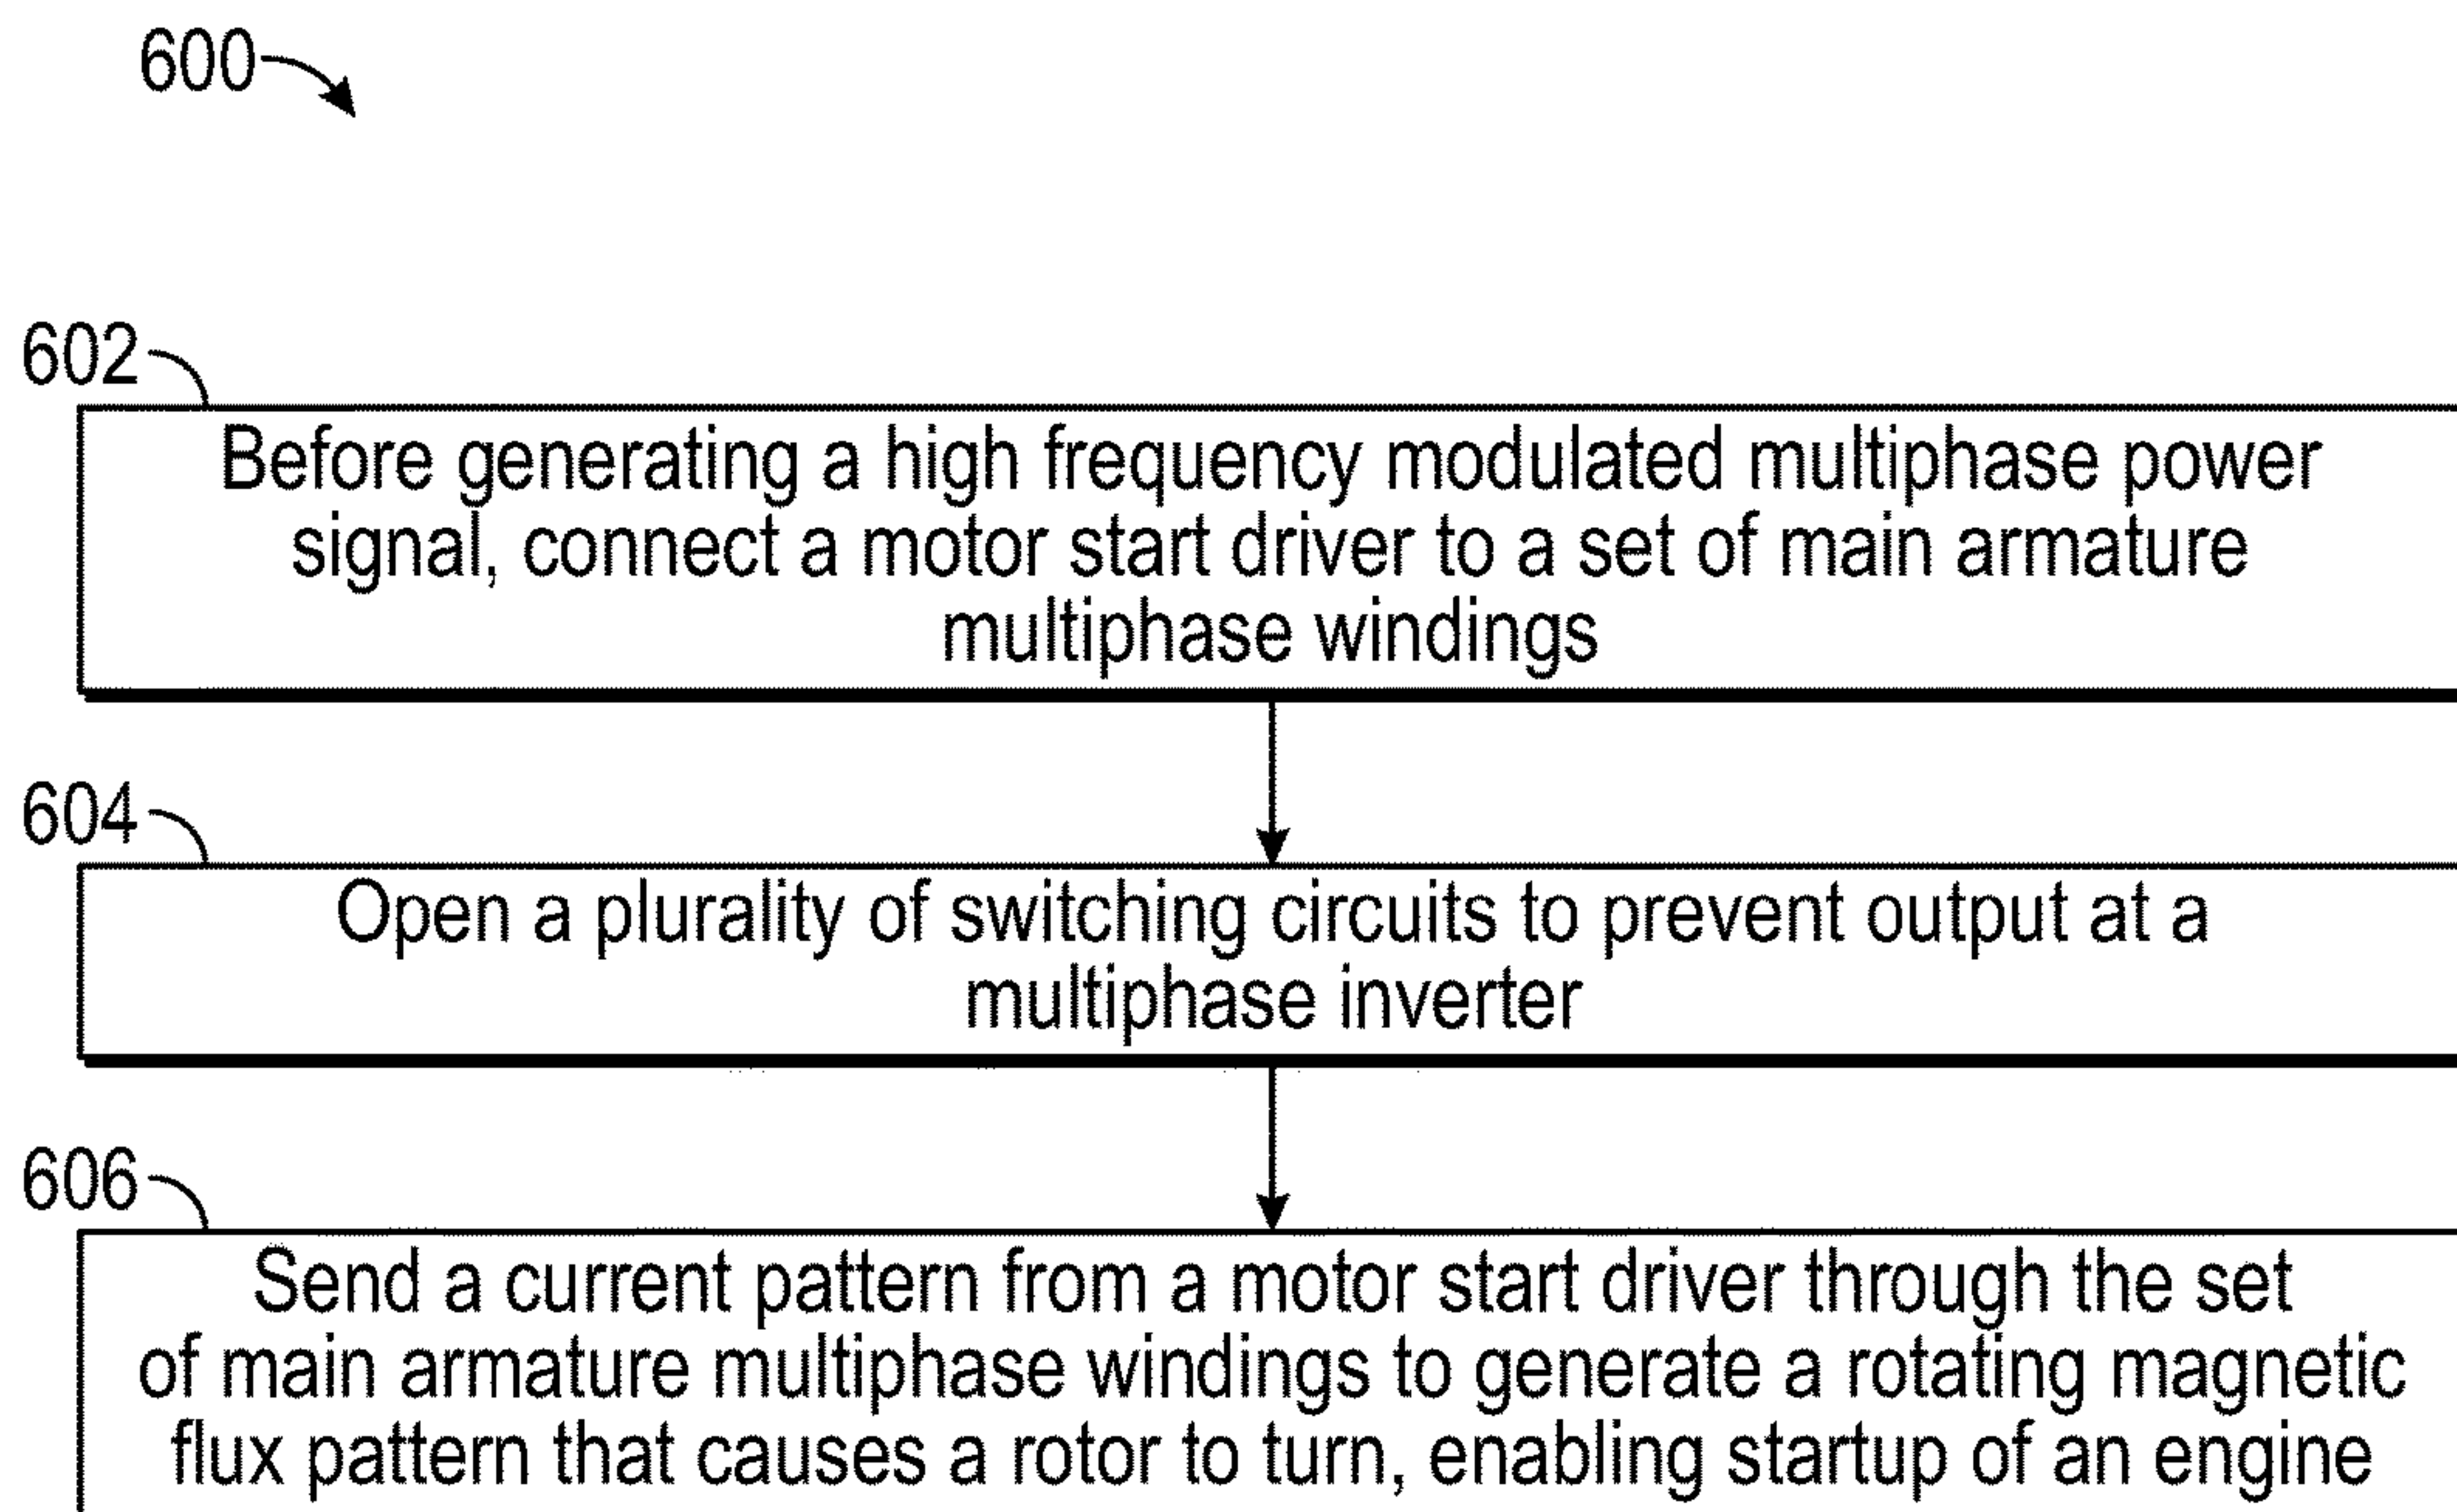 600
602
Before generating a high frequency modulated multiphase power
signal, connect a motor start driver to a set of main armature
multiphase windings
604
Open a plurality of switching circuits to prevent output at a
multiphase inverter
606
Send a current pattern from a motor start driver through the set
of main armature multiphase windings to generate a rotating magnetic
flux pattern that causes a rotor to turn, enabling startup of an engine